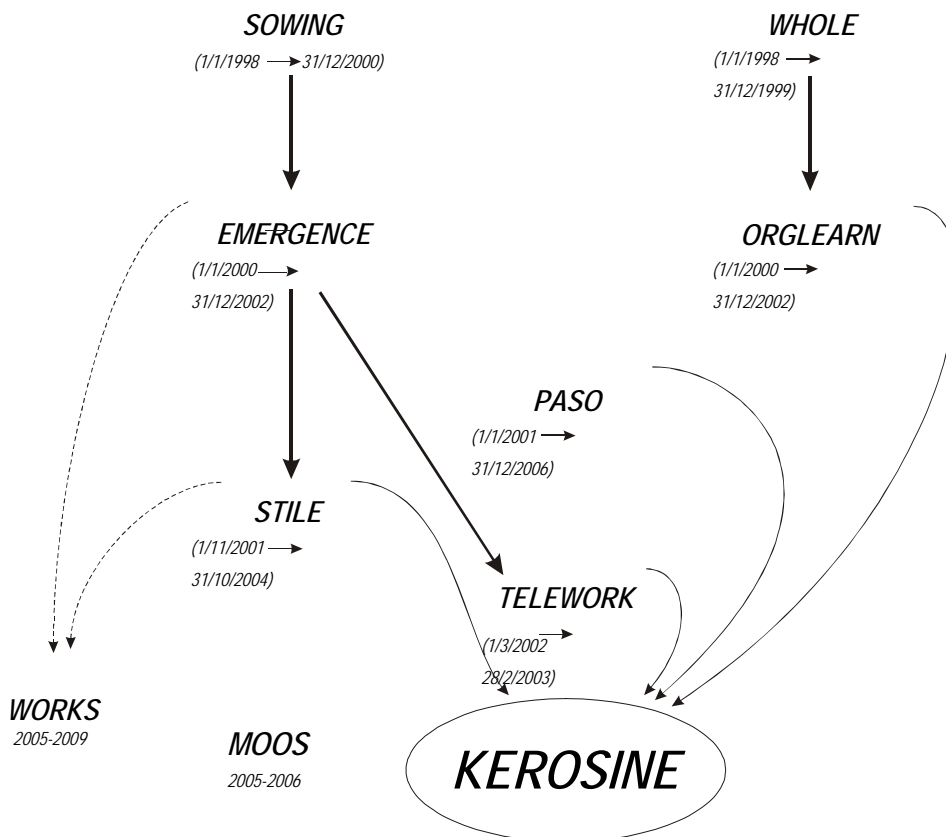 SOWING
(1/1/1998 → 31/12/2000)
WHOLE
(1/1/1998 →
31/12/1999)
EMERGENCE
(1/1/2000 →
31/12/2002)
ORGLEARN
(1/1/2000 →
31/12/2002)
PASO
(1/1/2001 →
31/12/2006)
STILE
(1/11/2001 →
31/10/2004)
TELEWORK
(1/3/2002 →
28/2/2003)
WORKS
2005-2009
MOOS
2005-2006
KEROSINE